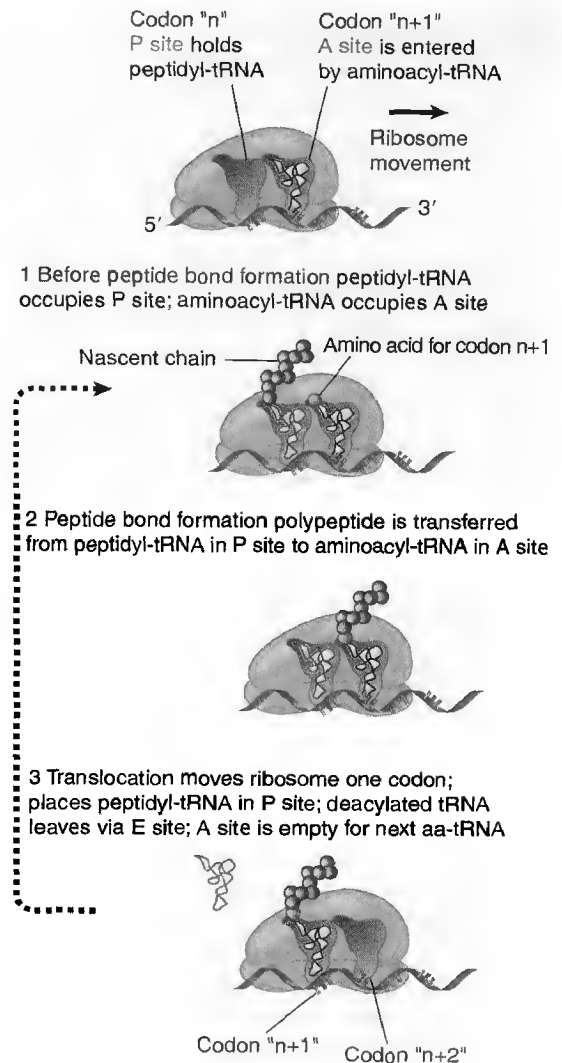 Codon "n"
P site holds
peptidyl-tRNA
Codon "n+1"
A site is entered
by aminoacyl-tRNA
Ribosome
movement
5′
3′
1 Before peptide bond formation peptidyl-tRNA
occupies P site; aminoacyl-tRNA occupies A site
Nascent chain
Amino acid for codon n+1
2 Peptide bond formation polypeptide is transferred
from peptidyl-tRNA in P site to aminoacyl-tRNA in A site
3 Translocation moves ribosome one codon;
places peptidyl-tRNA in P site; deacylated tRNA
leaves via E site; A site is empty for next aa-tRNA
Codon "n+1"
Codon "n+2"